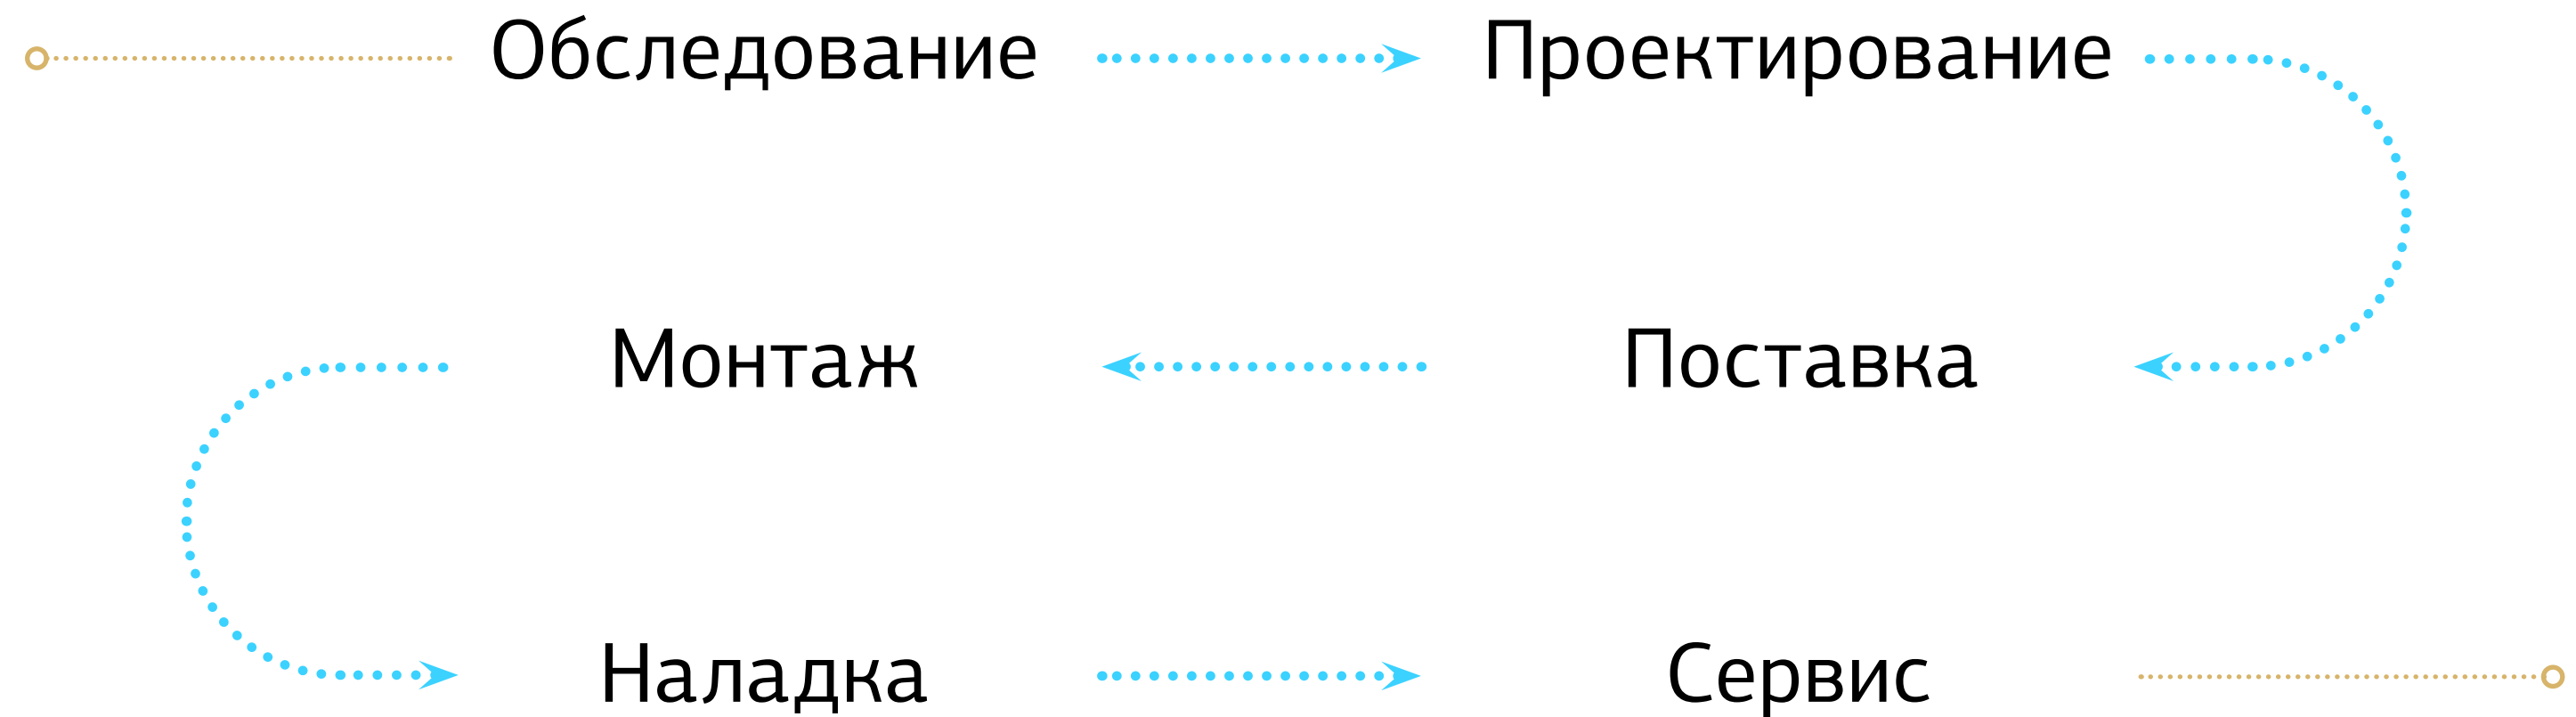 Обследование
Проектирование
Поставка
Монтаж
Наладка
Сервис